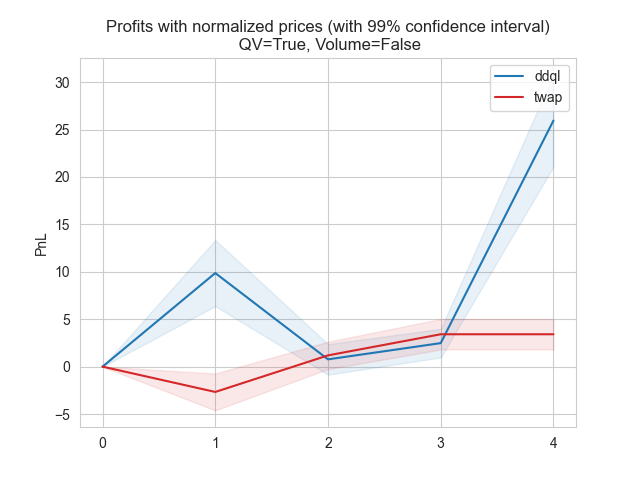 Profits with normalized prices (with 99% confidence interval)
QV=True, Volume=False
ddql
twap
PnL
30
25
20
15
10
5
0
−5
0
1
2
3
4